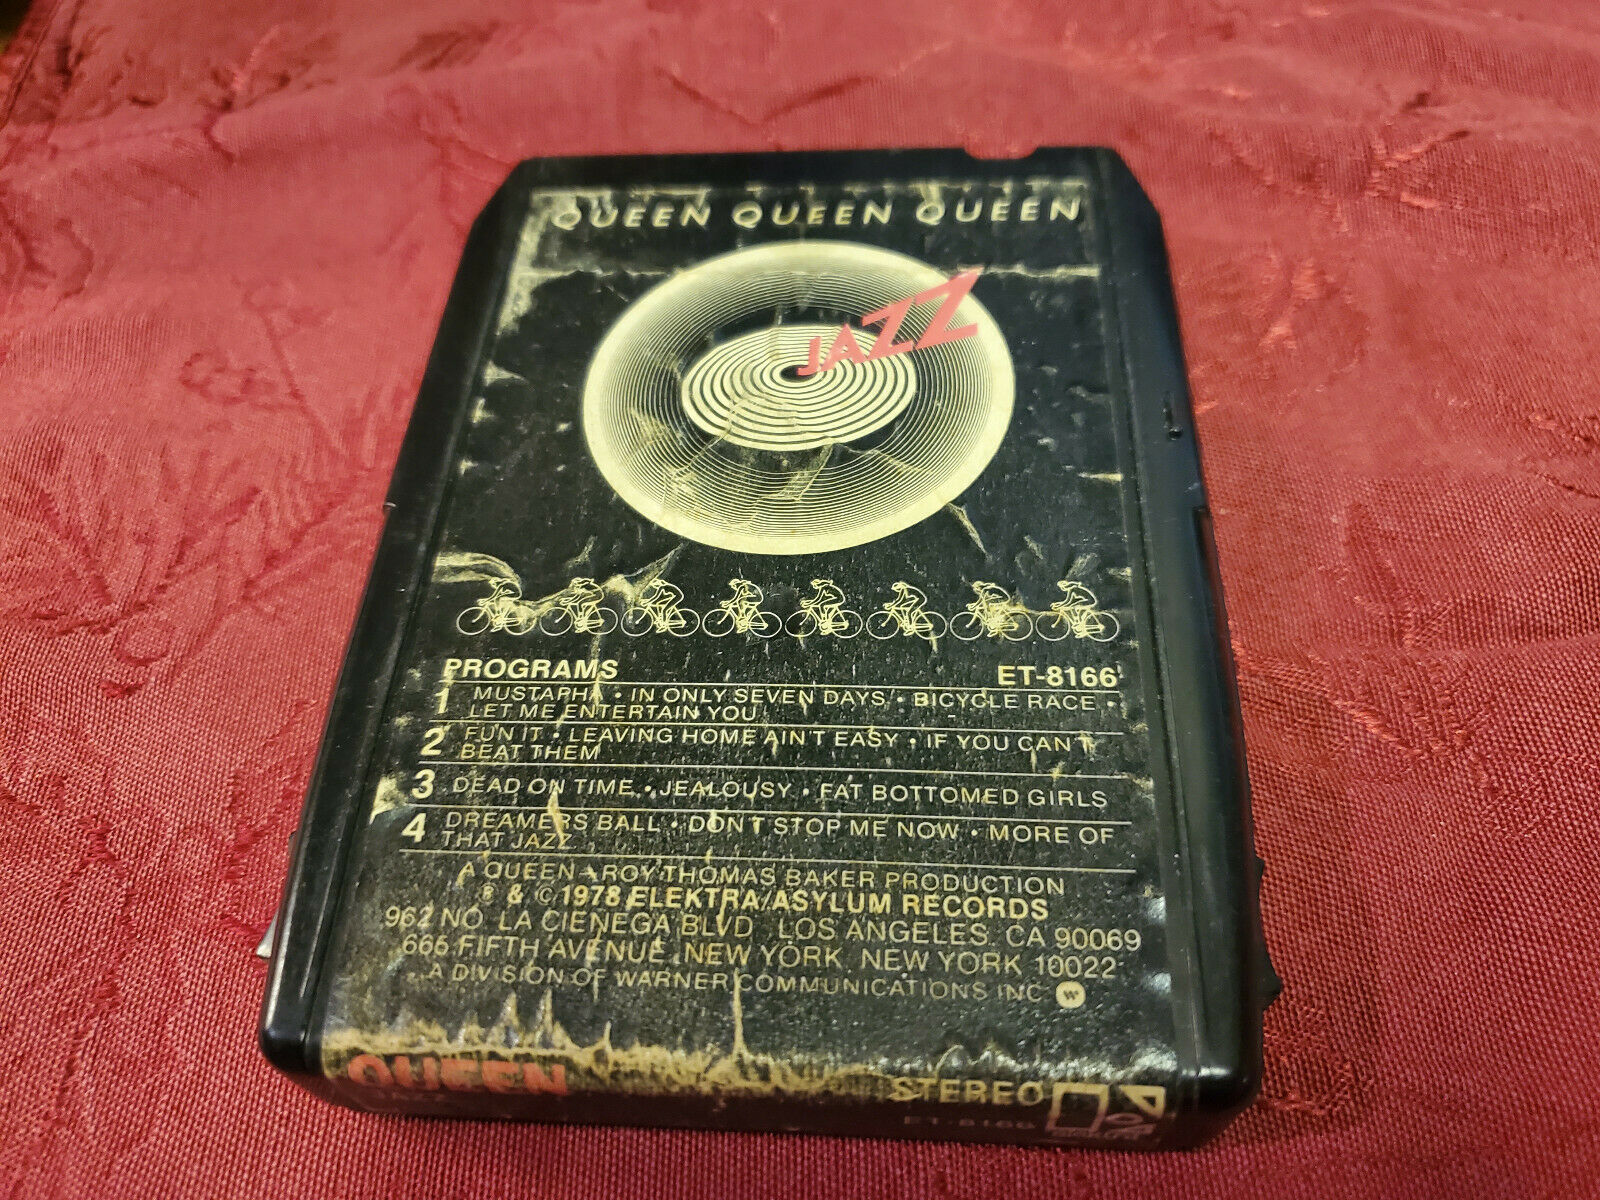 QUEEN QUEEN QUEEN
JAZZ
PROGRAMS ET-8166
1 MUSTAPHA • IN ONLY SEVEN DAYS • BICYCLE RACE •
LET ME ENTERTAIN YOU
2 FUN IT • LEAVING HOME AIN'T EASY • IF YOU CAN'T
BEAT THEM
3 DEAD ON TIME • JEALOUSY • FAT BOTTOMED GIRLS
4 DREAMERS BALL • DON'T STOP ME NOW • MORE OF
THAT JAZZ
A QUEEN - ROY THOMAS BAKER PRODUCTION
℗ & © 1978 ELEKTRA/ASYLUM RECORDS
962 NO. LA CIENEGA BLVD. LOS ANGELES, CA 90069
665 FIFTH AVENUE, NEW YORK, NEW YORK 10022
A DIVISION OF WARNER COMMUNICATIONS INC. W
QUEEN STEREO
JAZZ ET-8166